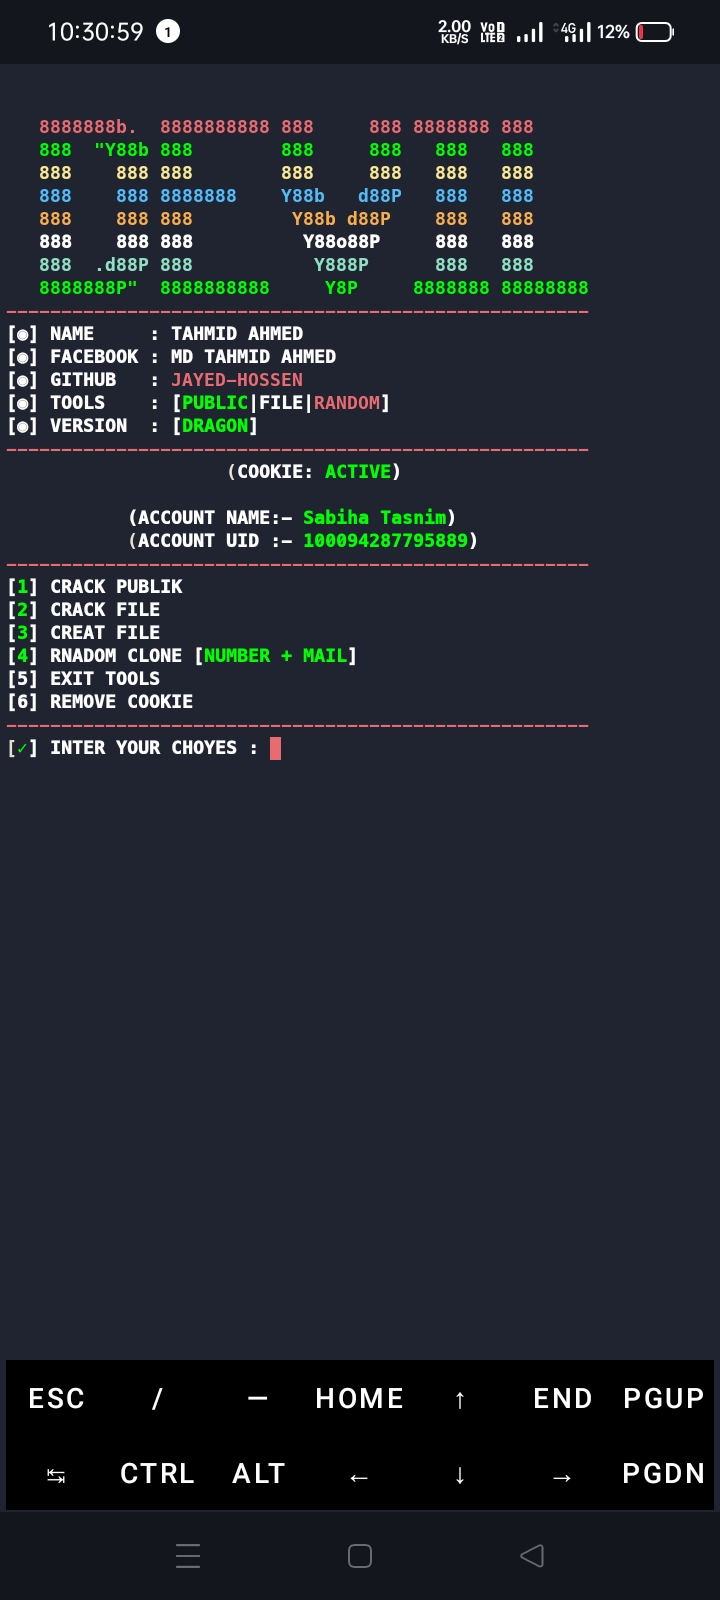 10:30:59 1 2.00 KB/S VoD LTE2 4G 12%
8888888b.  8888888888 888     888 8888888 888
888  "Y88b 888        888     888   888   888
888    888 888        888     888   888   888
888    888 8888888    Y88b   d88P   888   888
888    888 888         Y88b d88P    888   888
888    888 888          Y88o88P     888   888
888  .d88P 888           Y888P      888   888
8888888P"  8888888888     Y8P     8888888 88888888
[◉] NAME     : TAHMID AHMED
[◉] FACEBOOK : MD TAHMID AHMED
[◉] GITHUB   : JAYED-HOSSEN
[◉] TOOLS    : [PUBLIC|FILE|RANDOM]
[◉] VERSION  : [DRAGON]
(COOKIE: ACTIVE)
(ACCOUNT NAME:- Sabiha Tasnim)
(ACCOUNT UID :- 100094287795889)
[1] CRACK PUBLIK
[2] CRACK FILE
[3] CREAT FILE
[4] RNADOM CLONE [NUMBER + MAIL]
[5] EXIT TOOLS
[6] REMOVE COOKIE
[✓] INTER YOUR CHOYES :
ESC / — HOME ↑ END PGUP
↹ CTRL ALT ← ↓ → PGDN